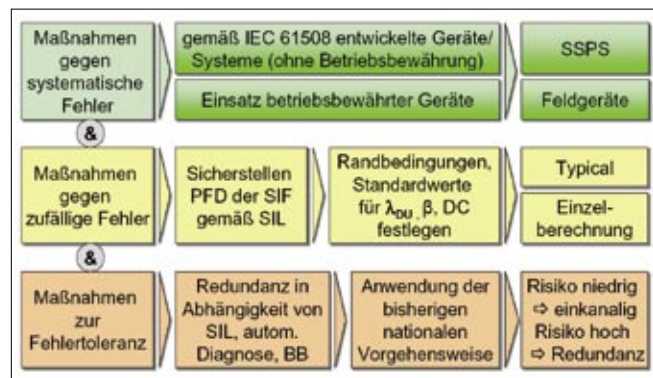 Maßnahmen
gegen
systematische
Fehler
gemäß IEC 61508 entwickelte Geräte/
Systeme (ohne Betriebsbewährung)
SSPS
Einsatz betriebsbewährter Geräte
Feldgeräte
&
Maßnahmen
gegen
zufällige Fehler
Sicherstellen
PFD der SIF
gemäß SIL
Randbedingungen,
Standardwerte
für λDU, β, DC
festlegen
Typical
Einzel-
berechnung
&
Maßnahmen
zur
Fehlertoleranz
Redundanz in
Abhängigkeit von
SIL, autom.
Diagnose, BB
Anwendung der
bisherigen
nationalen
Vorgehensweise
Risiko niedrig
⇨ einkanalig
Risiko hoch
⇨ Redundanz